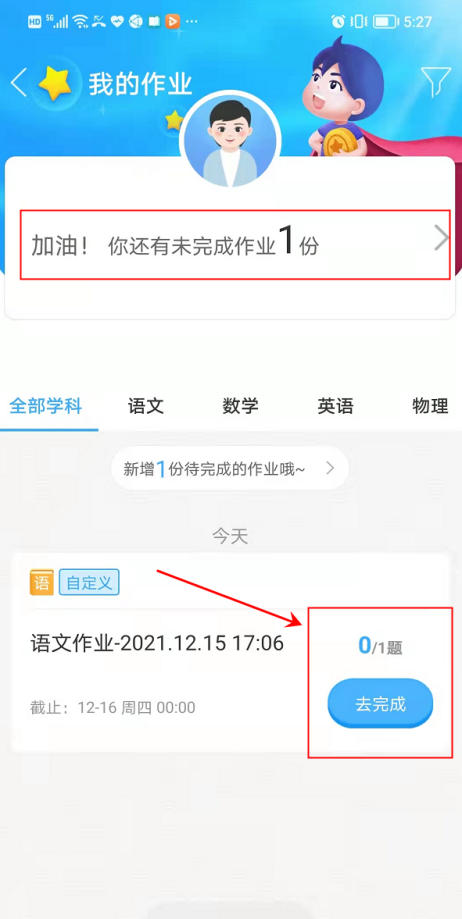 HD 5G 5:27
我的作业
加油！ 你还有未完成作业1份
全部学科 语文 数学 英语 物理
新增1份待完成的作业哦~
今天
语 自定义
语文作业-2021.12.15 17:06
0/1题
截止：12-16 周四 00:00
去完成